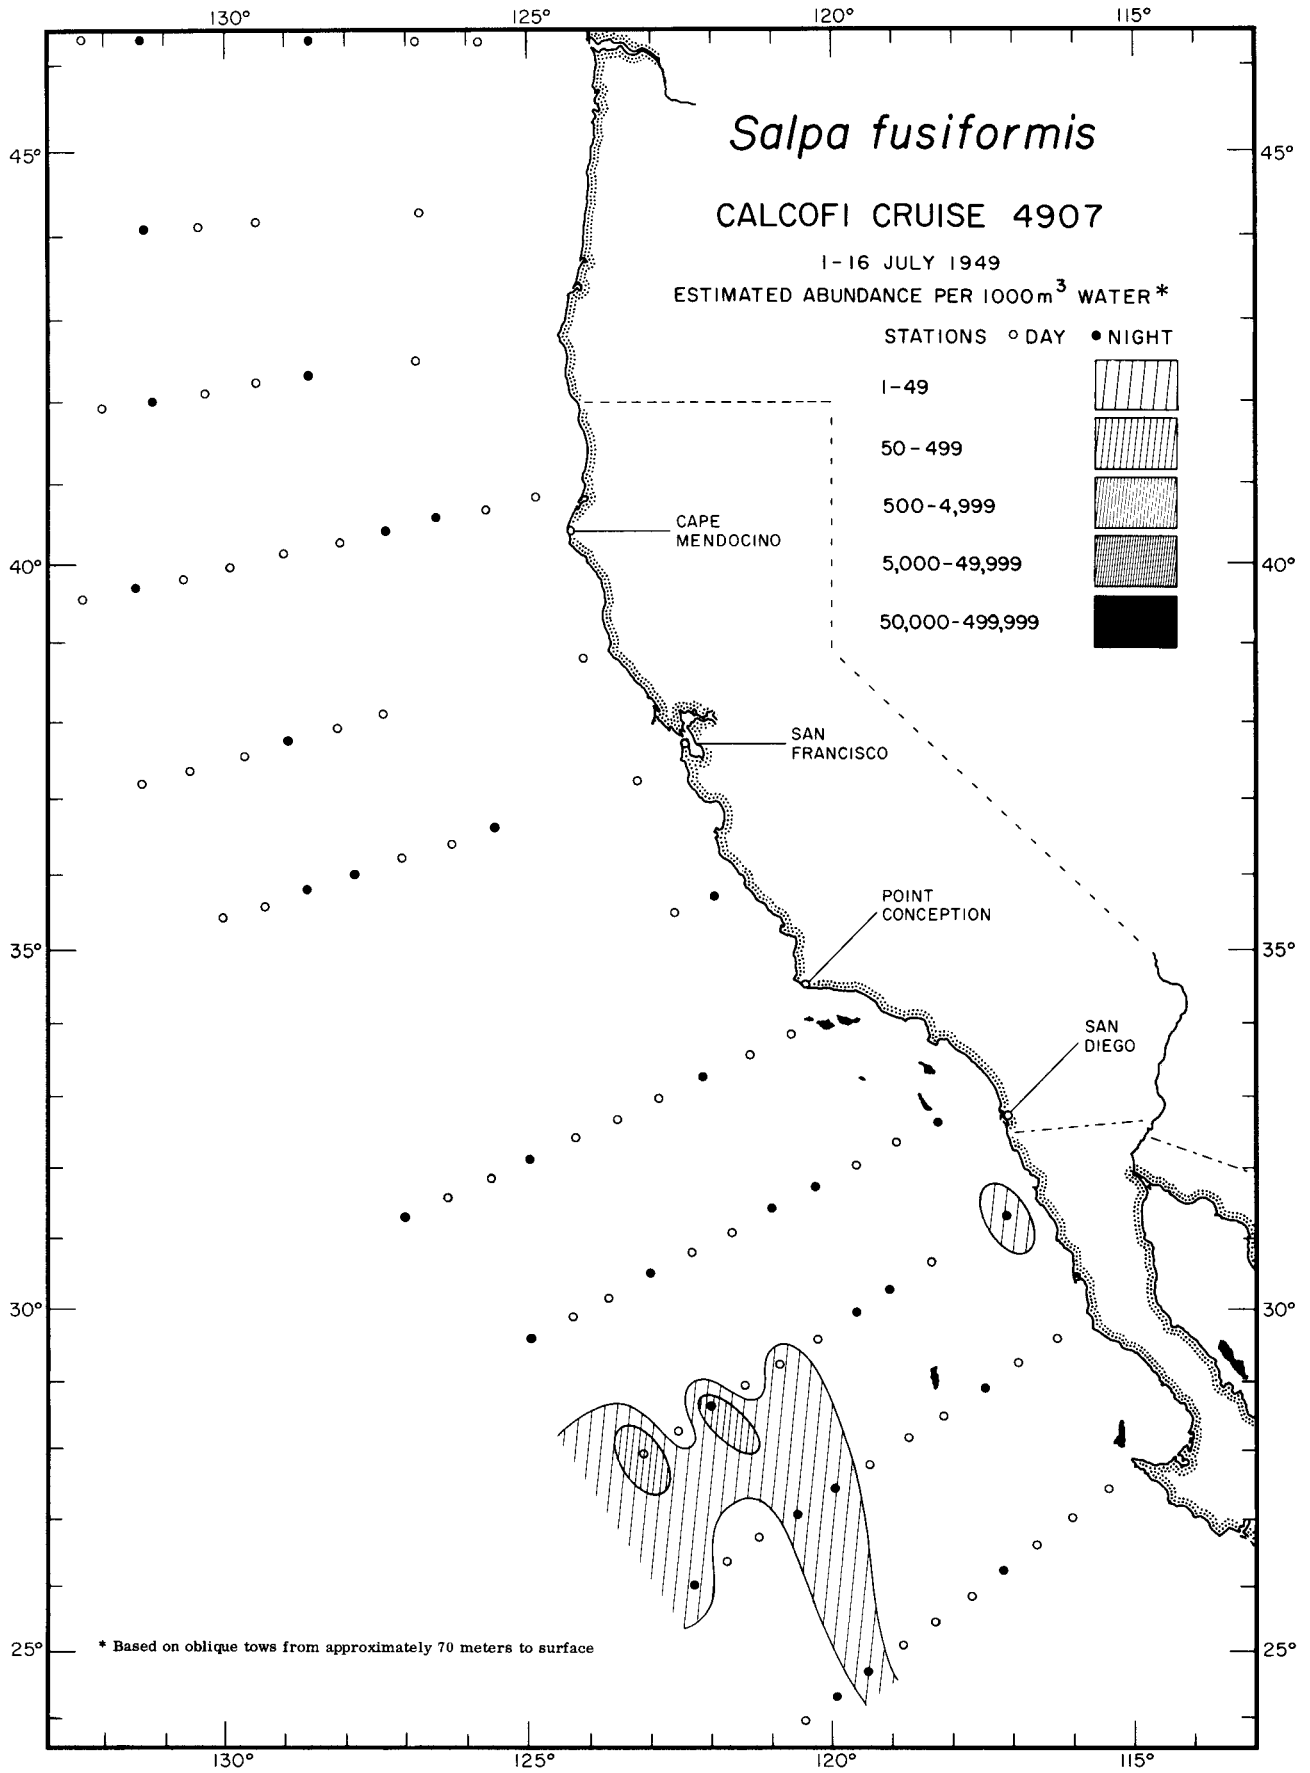 130° 125° 120° 115°
Salpa fusiformis
45° 45°
CALCOFI CRUISE 4907
1-16 JULY 1949
ESTIMATED ABUNDANCE PER 1000m³ WATER*
STATIONS ○ DAY ● NIGHT
1-49
50-499
500-4,999
CAPE
MENDOCINO
5,000-49,999
40° 40°
50,000-499,999
SAN
FRANCISCO
POINT
CONCEPTION
35° 35°
SAN
DIEGO
30° 30°
* Based on oblique tows from approximately 70 meters to surface
25° 25°
130° 125° 120° 115°